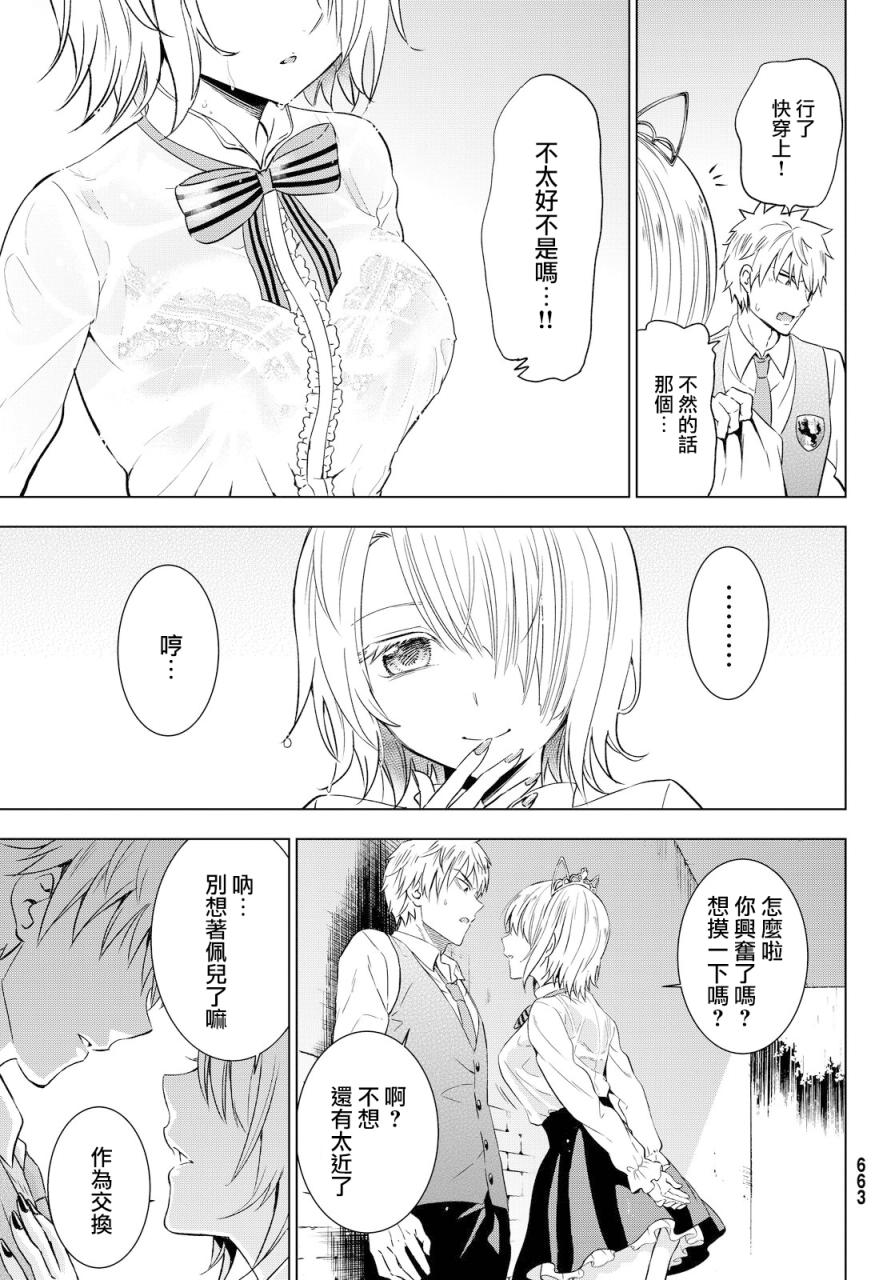 行了
快穿上！
不然的話
那個…
不太好不是嗎…!!
………
哼…
怎麼啦
你興奮了嗎？
想摸一下嗎？
啊？
不想
還有太近了
吶…
別想著佩兒了嘛
作為交換
663